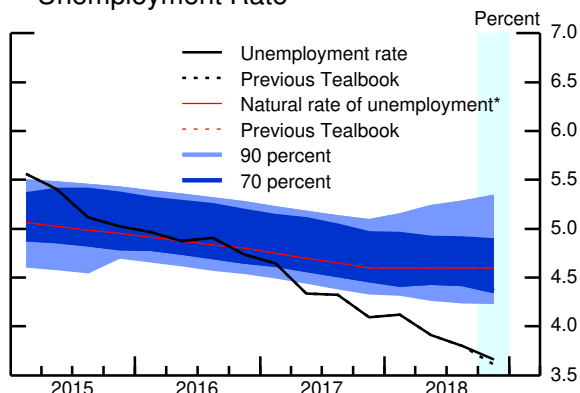 Unemployment Rate
Percent
Unemployment rate
Previous Tealbook
Natural rate of unemployment*
Previous Tealbook
90 percent
70 percent
7.0
6.5
6.0
5.5
5.0
4.5
4.0
3.5
2015 2016 2017 2018